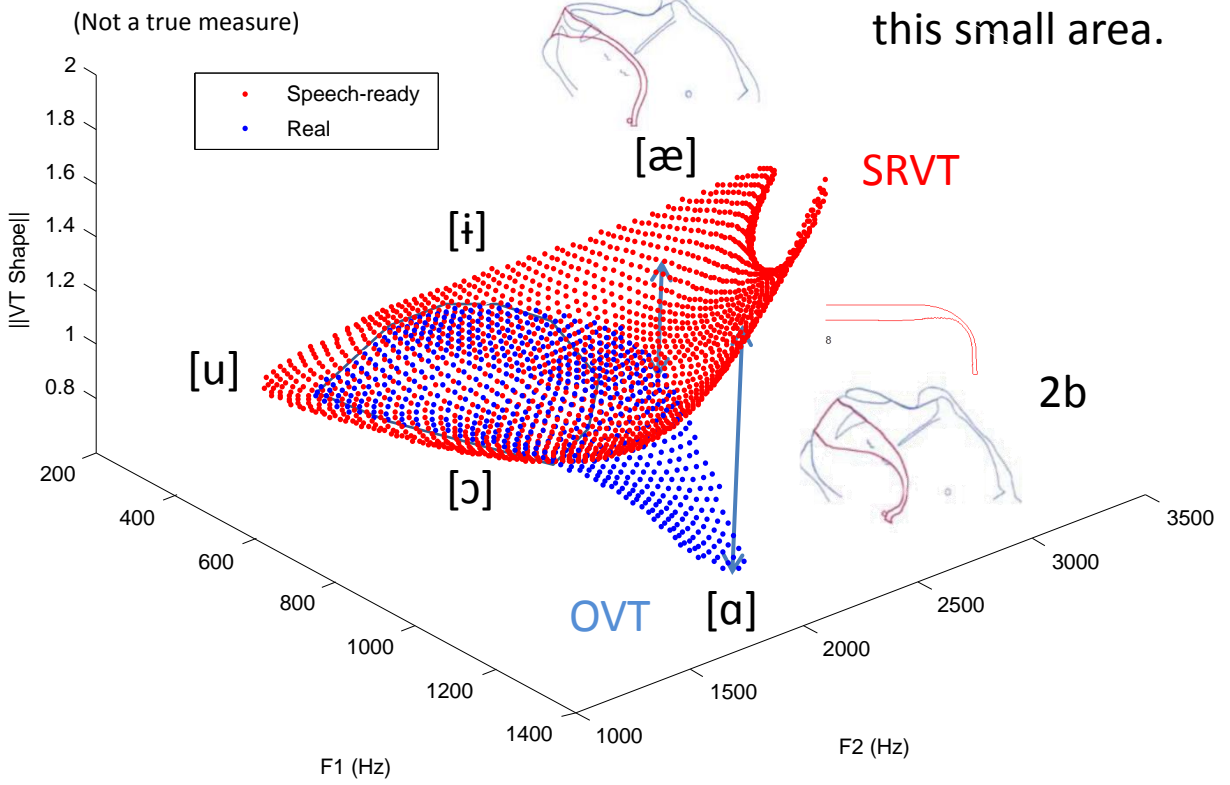 (Not a true measure)
this small area.
Speech-ready
Real
[æ]
SRVT
[ɨ]
[u]
[ɔ]
8
2b
OVT
[ɑ]
||VT Shape||
2
1.8
1.6
1.4
1.2
1
0.8
200
400
600
800
1000
1200
1400
F1 (Hz)
1000
1500
2000
2500
3000
3500
F2 (Hz)